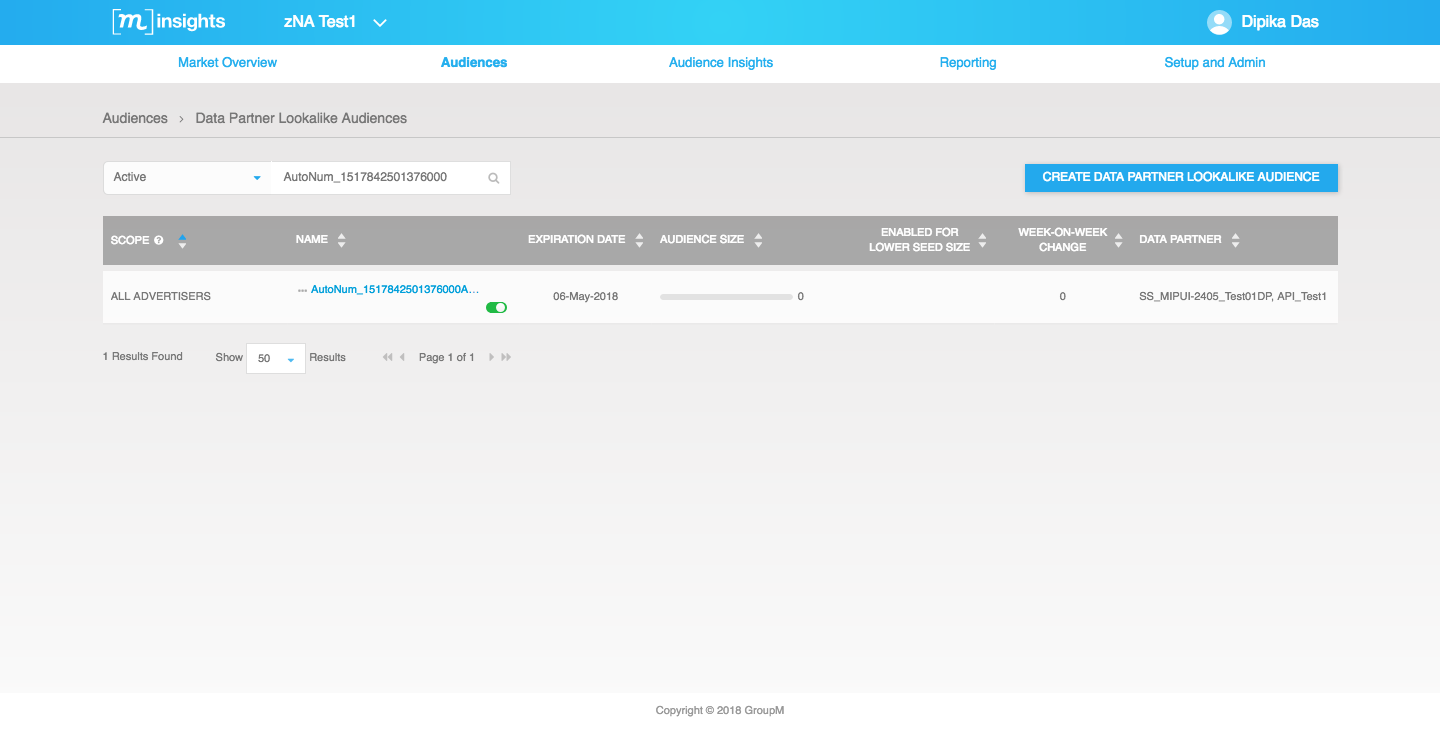 [m] insights
zNA Test1
Dipika Das
Market Overview
Audiences
Audience Insights
Reporting
Setup and Admin
Audiences > Data Partner Lookalike Audiences
Active
AutoNum_1517842501376000
CREATE DATA PARTNER LOOKALIKE AUDIENCE
SCOPE ?
NAME
EXPIRATION DATE
AUDIENCE SIZE
ENABLED FOR
LOWER SEED SIZE
WEEK-ON-WEEK
CHANGE
DATA PARTNER
ALL ADVERTISERS
AutoNum_1517842501376000A...
06-May-2018
0
0
SS_MIPUI-2405_Test01DP, API_Test1
1 Results Found
Show 50 Results
Page 1 of 1
Copyright © 2018 GroupM